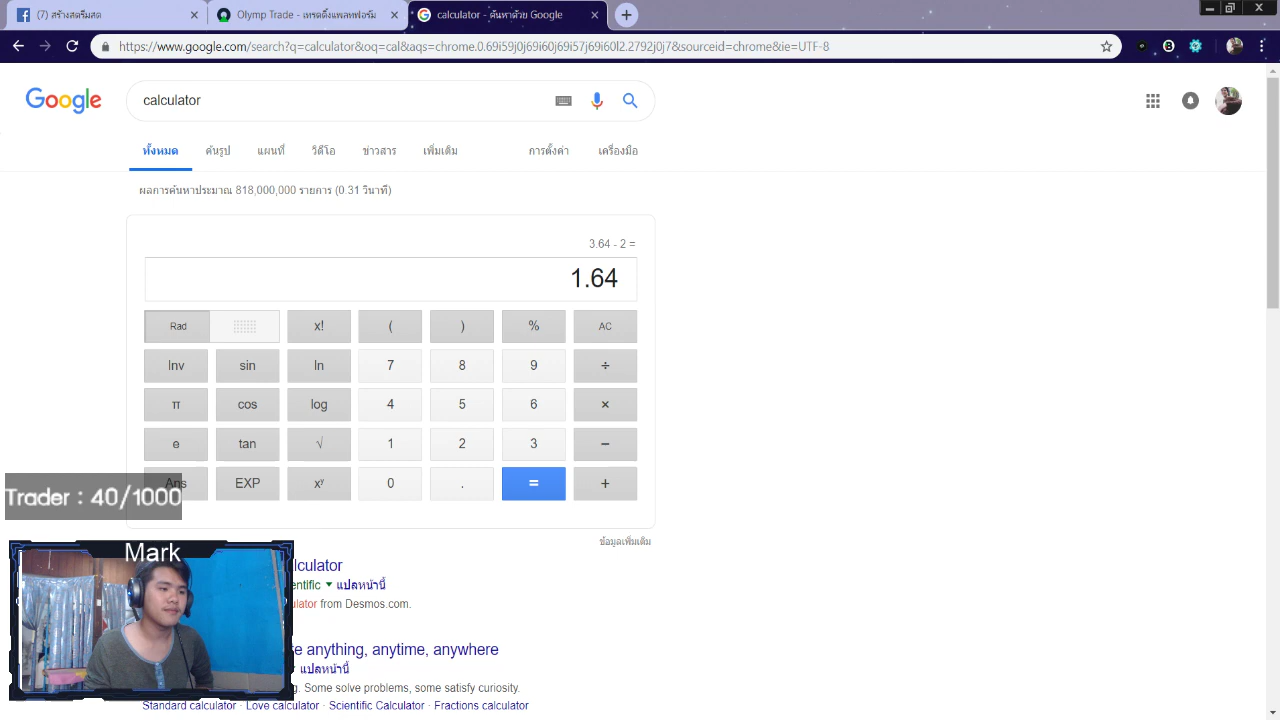 (7) สร้างสตรีมสด
Olymp Trade - เทรดดิ้งแพลทฟอร์ม
calculator - ค้นหาด้วย Google
https://www.google.com/search?q=calculator&oq=cal&aqs=chrome.0.69i59j0j69i60j69i57j69i60l2.2792j0j7&sourceid=chrome&ie=UTF-8
Google
calculator
ทั้งหมด ค้นรูป แผนที่ วิดีโอ ข่าวสาร เพิ่มเติม การตั้งค่า เครื่องมือ
ผลการค้นหาประมาณ 818,000,000 รายการ (0.31 วินาที)
3.64 - 2 =
1.64
Rad x! ( ) % AC
Inv sin ln 7 8 9 ÷
π cos log 4 5 6 ×
e tan √ 1 2 3 −
Ans EXP xʸ 0 . = +
Trader : 40/1000
ข้อมูลเพิ่มเติม
Mark
lculator
entific แปลหน้านี้
ulator from Desmos.com.
e anything, anytime, anywhere
แปลหน้านี้
ng. Some solve problems, some satisfy curiosity.
Standard calculator · Love calculator · Scientific Calculator · Fractions calculator